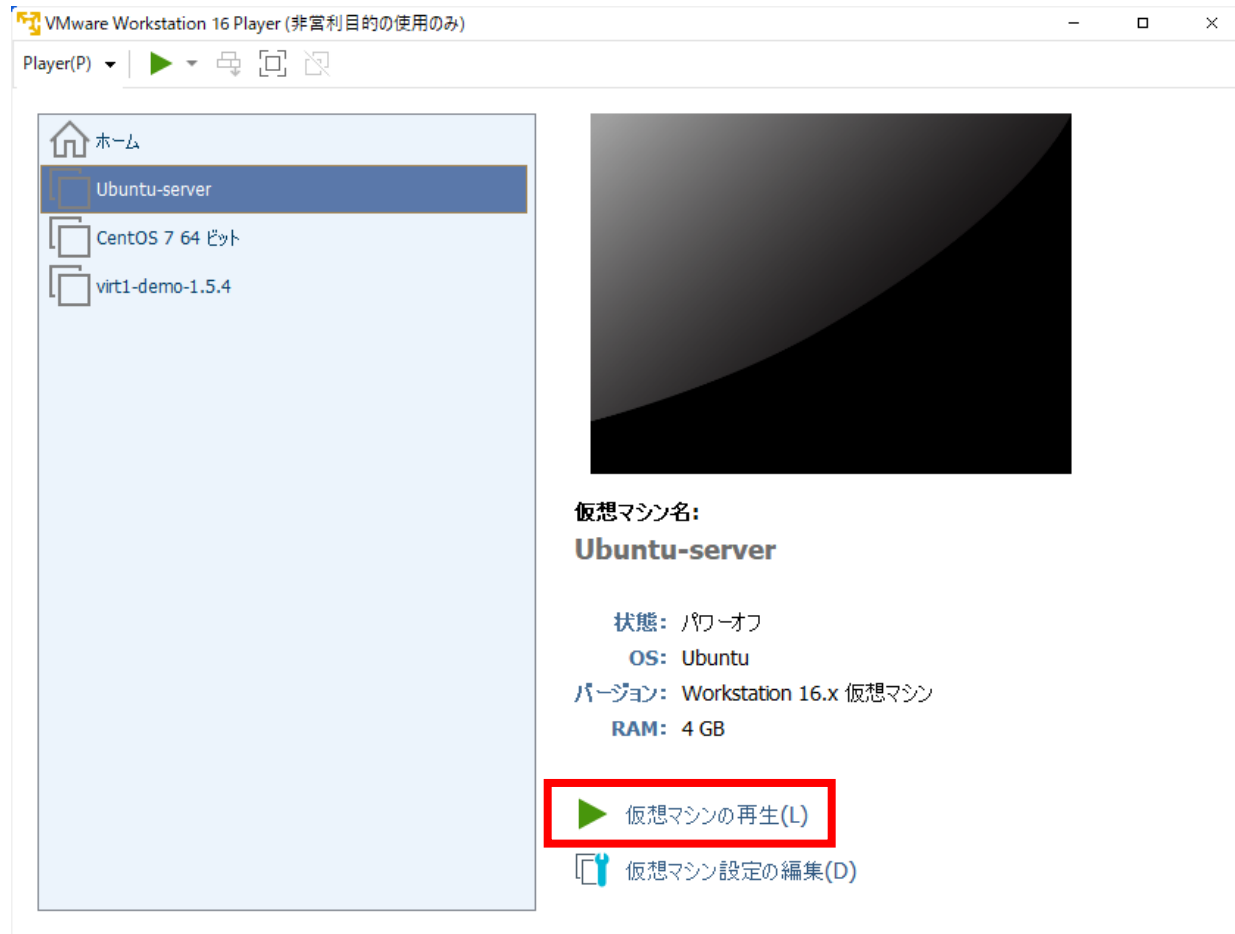 VMware Workstation 16 Player (非営利目的の使用のみ)
Player(P)
ホーム
Ubuntu-server
CentOS 7 64 ビット
virt1-demo-1.5.4
仮想マシン名:
Ubuntu-server
状態: パワーオフ
OS: Ubuntu
バージョン: Workstation 16.x 仮想マシン
RAM: 4 GB
仮想マシンの再生(L)
仮想マシン設定の編集(D)